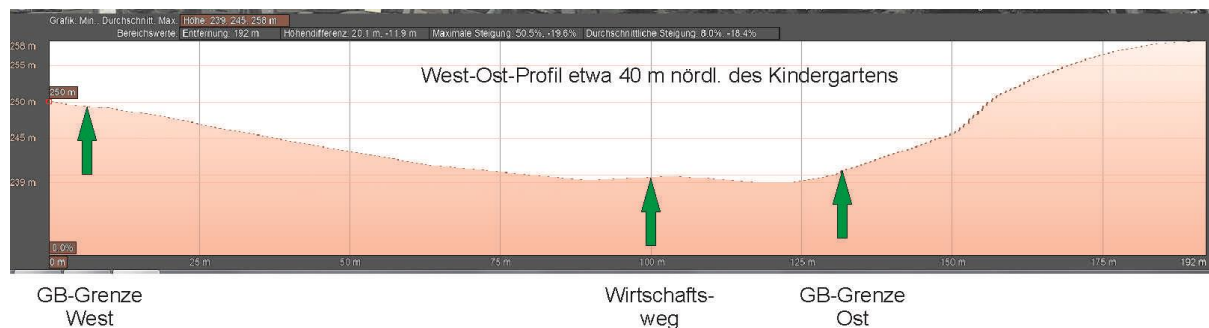 Grafik: Min., Durchschnitt, Max. Höhe: 239, 245, 258 m
Bereichswerte: Entfernung: 192 m Höhendifferenz: 20.1 m, -11.9 m Maximale Steigung: 50.5%, -19.6% Durchschnittliche Steigung: 8.0%, -18.4%
258 m
255 m
West-Ost-Profil etwa 40 m nördl. des Kindergartens
250 m
250 m
245 m
239 m
0.0%
0 m 25 m 50 m 75 m 100 m 125 m 150 m 175 m 192 m
GB-Grenze
West
Wirtschafts-
weg
GB-Grenze
Ost